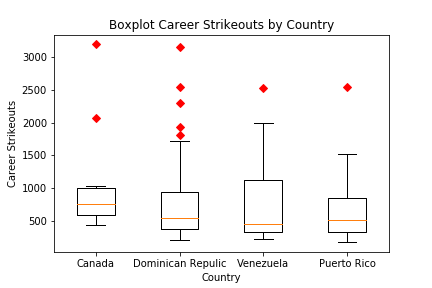 Boxplot Career Strikeouts by Country
Career Strikeouts
3000
2500
2000
1500
1000
500
Canada
Dominican Repulic
Venezuela
Puerto Rico
Country